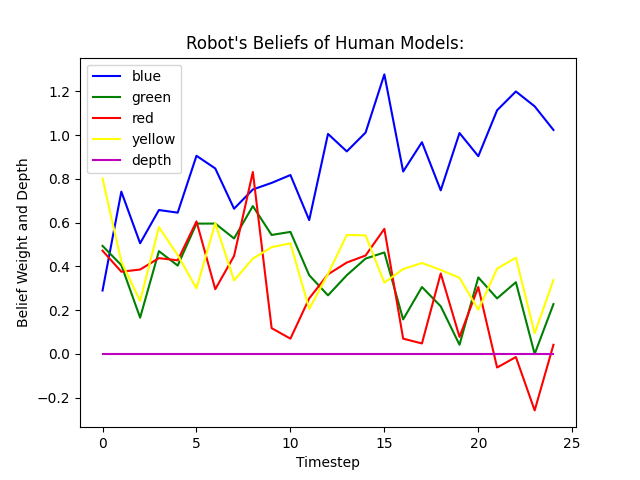 Robot's Beliefs of Human Models:
blue
green
red
yellow
depth
Belief Weight and Depth
1.2
1.0
0.8
0.6
0.4
0.2
0.0
−0.2
0
5
10
15
20
25
Timestep